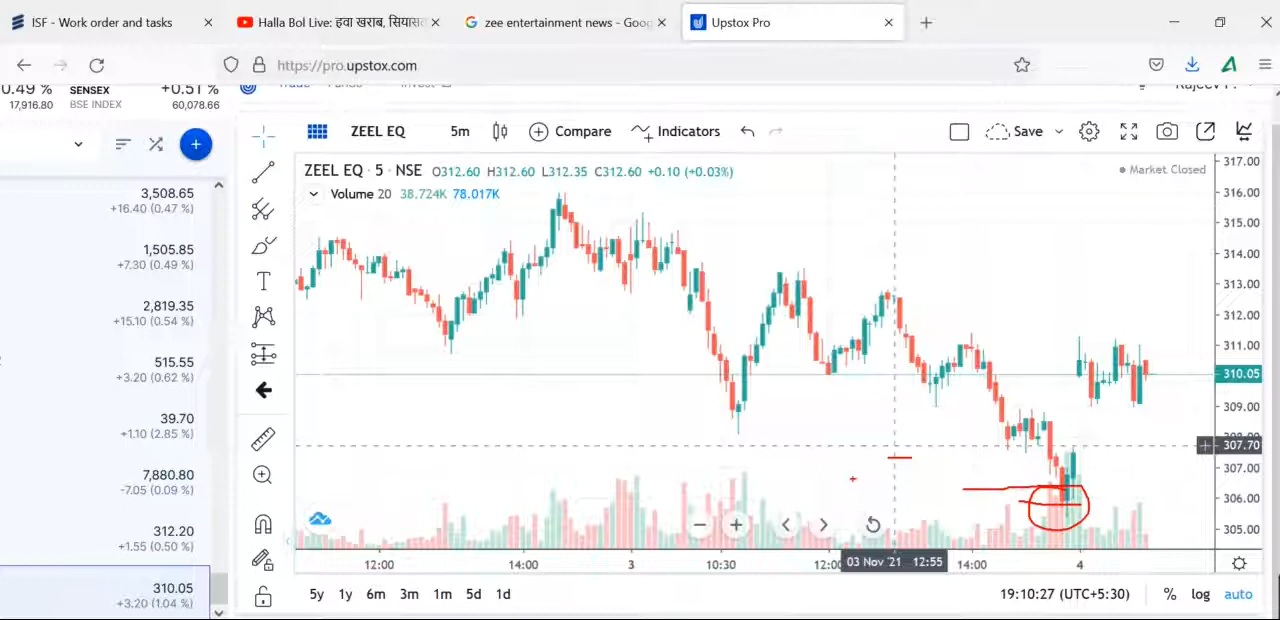 ISF - Work order and tasks
Halla Bol Live: हवा खराब, सियासत
zee entertainment news - Goog
Upstox Pro
https://pro.upstox.com
0.49 % SENSEX +0.51 %
17,916.80 BSE INDEX 60,078.66
ZEEL EQ 5m Compare Indicators Save
ZEEL EQ · 5 · NSE O312.60 H312.60 L312.35 C312.60 +0.10 (+0.03%)
Market Closed
Volume 20 38.724K 78.017K
3,508.65
+16.40 (0.47 %)
1,505.85
+7.30 (0.49 %)
2,819.35
+15.10 (0.54 %)
515.55
+3.20 (0.62 %)
39.70
+1.10 (2.85 %)
7,880.80
-7.05 (0.09 %)
312.20
+1.55 (0.50 %)
310.05
+3.20 (1.04 %)
317.00
316.00
315.00
314.00
313.00
312.00
311.00
310.05
309.00
307.70
307.00
306.00
305.00
12:00 14:00 3 10:30 12:00 03 Nov '21 12:55 14:00 4
5y 1y 6m 3m 1m 5d 1d 19:10:27 (UTC+5:30) % log auto